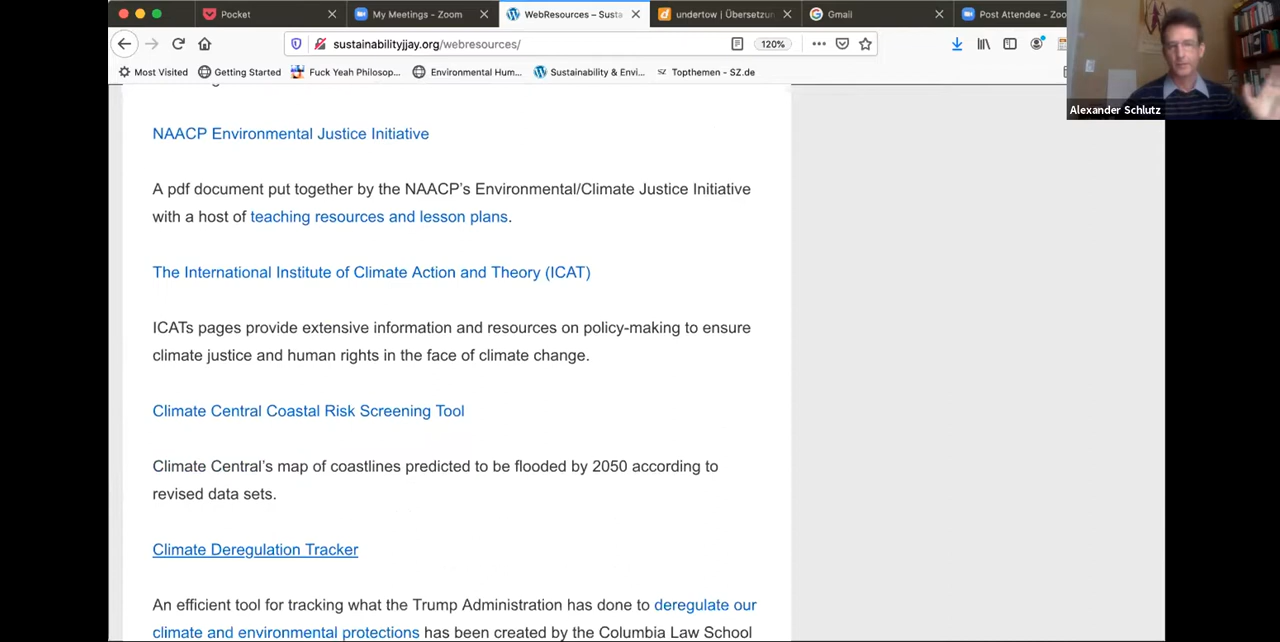 Pocket
My Meetings - Zoom
WebResources – Susta
undertow | Übersetzun
Gmail
Post Attendee - Zoo
sustainabilityjjay.org/webresources/
120%
Most Visited
Getting Started
Fuck Yeah Philosop...
Environmental Hum...
Sustainability & Envi...
Topthemen - SZ.de
Alexander Schlutz
NAACP Environmental Justice Initiative
A pdf document put together by the NAACP's Environmental/Climate Justice Initiative
with a host of teaching resources and lesson plans.
The International Institute of Climate Action and Theory (ICAT)
ICATs pages provide extensive information and resources on policy-making to ensure
climate justice and human rights in the face of climate change.
Climate Central Coastal Risk Screening Tool
Climate Central's map of coastlines predicted to be flooded by 2050 according to
revised data sets.
Climate Deregulation Tracker
An efficient tool for tracking what the Trump Administration has done to deregulate our
climate and environmental protections has been created by the Columbia Law School